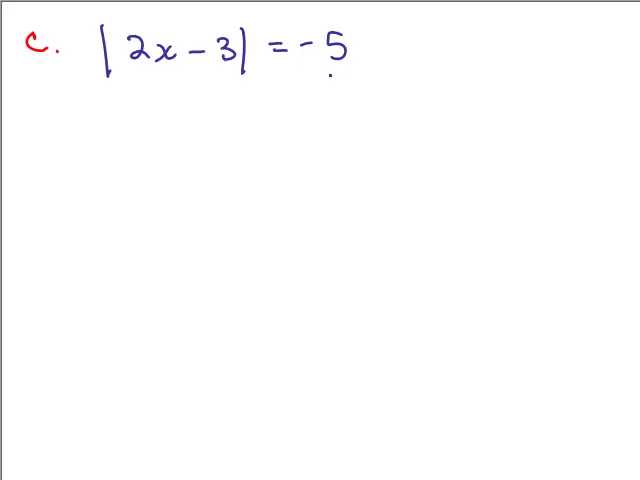 c. |2x - 3| = -5